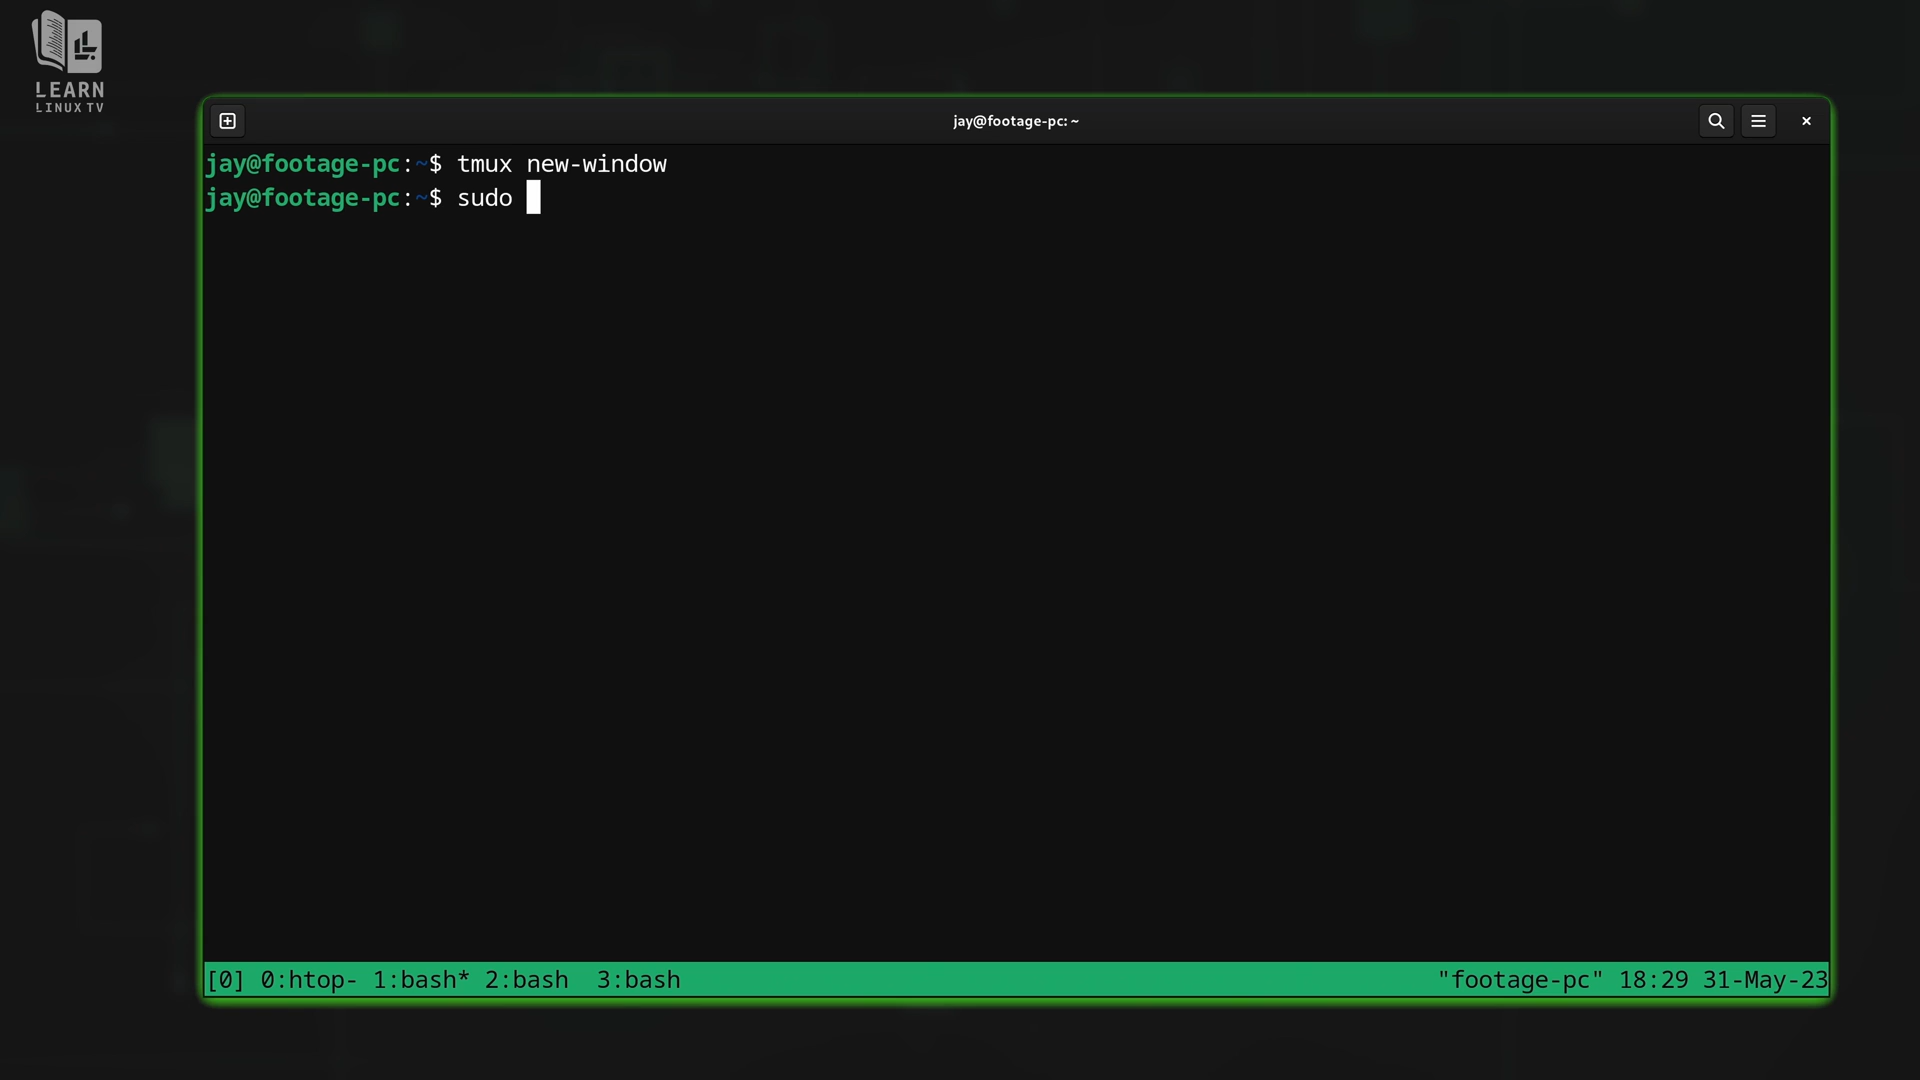 LEARN
LINUX TV
jay@footage-pc: ~
jay@footage-pc:~$ tmux new-window
jay@footage-pc:~$ sudo
[0] 0:htop- 1:bash* 2:bash  3:bash "footage-pc" 18:29 31-May-23